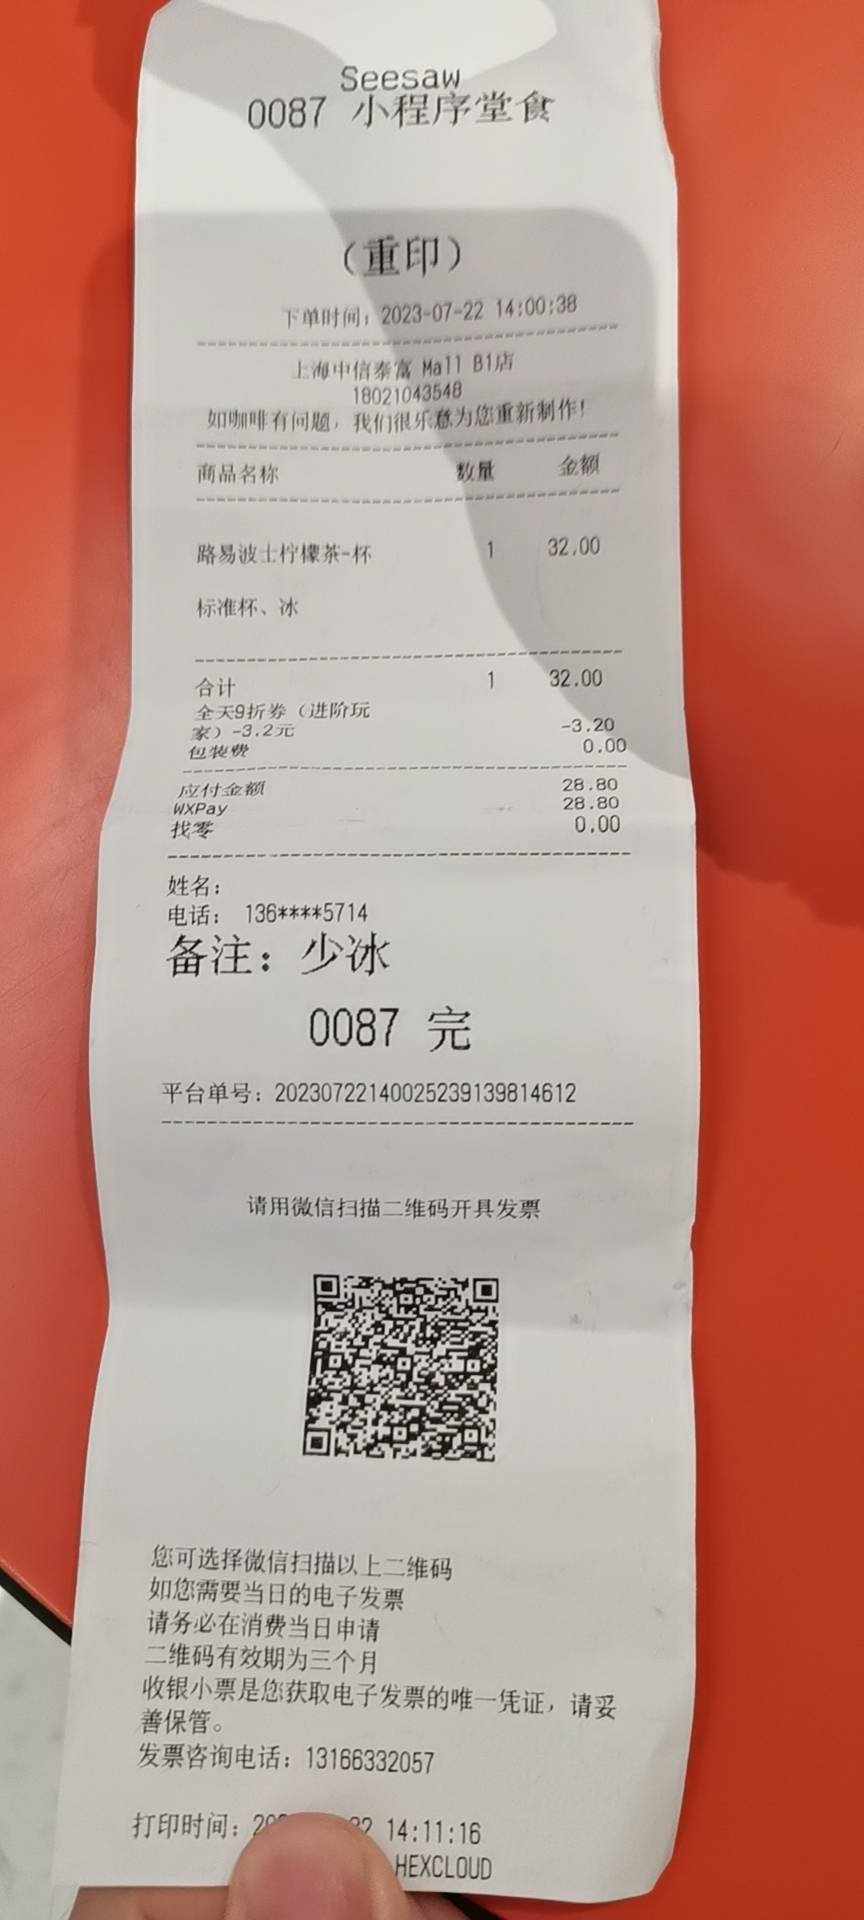 Seesaw
0087 小程序堂食
（重印）
下单时间：2023-07-22 14:00:38
上海中信泰富 Mall B1店
18021043548
如咖啡有问题，我们很乐意为您重新制作！
商品名称 数量 金额
路易波士柠檬茶-杯 1 32.00
标准杯、冰
合计 1 32.00
全天9折券（进阶玩
家）-3.2元 -3.20
包装费 0.00
应付金额 28.80
WXPay 28.80
找零 0.00
姓名：
电话： 136****5714
备注：少冰
0087 完
平台单号：20230722140025239139814612
请用微信扫描二维码开具发票
您可选择微信扫描以上二维码
如您需要当日的电子发票
请务必在消费当日申请
二维码有效期为三个月
收银小票是您获取电子发票的唯一凭证，请妥
善保管。
发票咨询电话：13166332057
打印时间： 14:11:16
HEXCLOUD